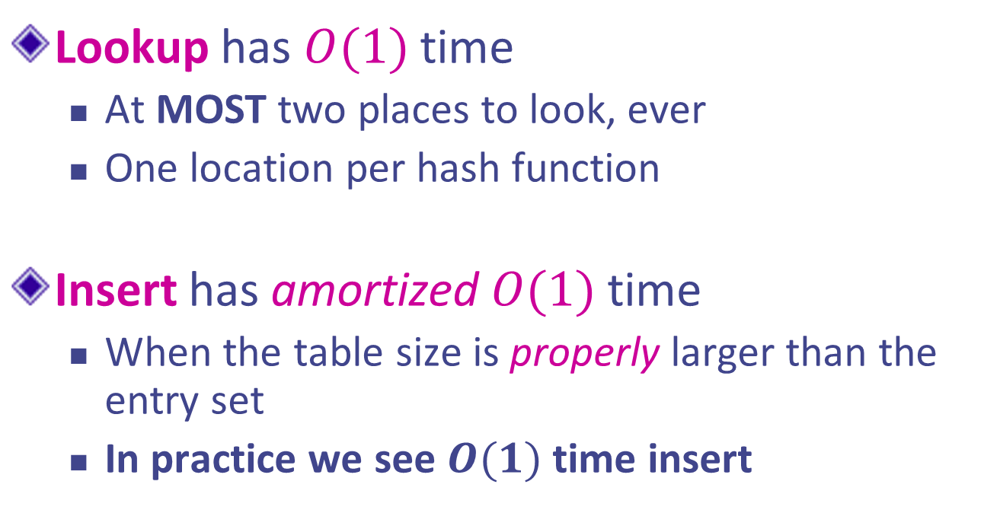 Lookup has O(1) time
At MOST two places to look, ever
One location per hash function
Insert has amortized O(1) time
When the table size is properly larger than the
entry set
In practice we see O(1) time insert